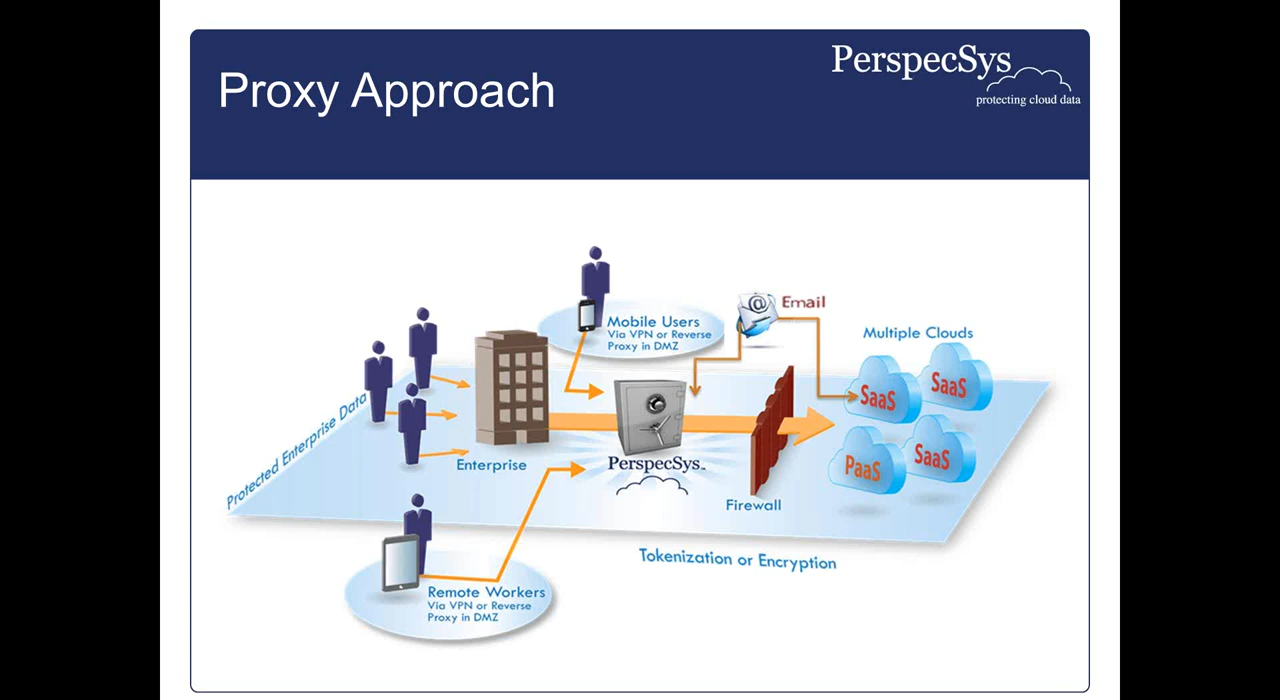 Proxy Approach
PerspecSys
protecting cloud data
Mobile Users
Via VPN or Reverse
Proxy in DMZ
@
Email
Multiple Clouds
SaaS
SaaS
PaaS
SaaS
Protected Enterprise Data
Enterprise
PerspecSys™
Firewall
Tokenization or Encryption
Remote Workers
Via VPN or Reverse
Proxy in DMZ